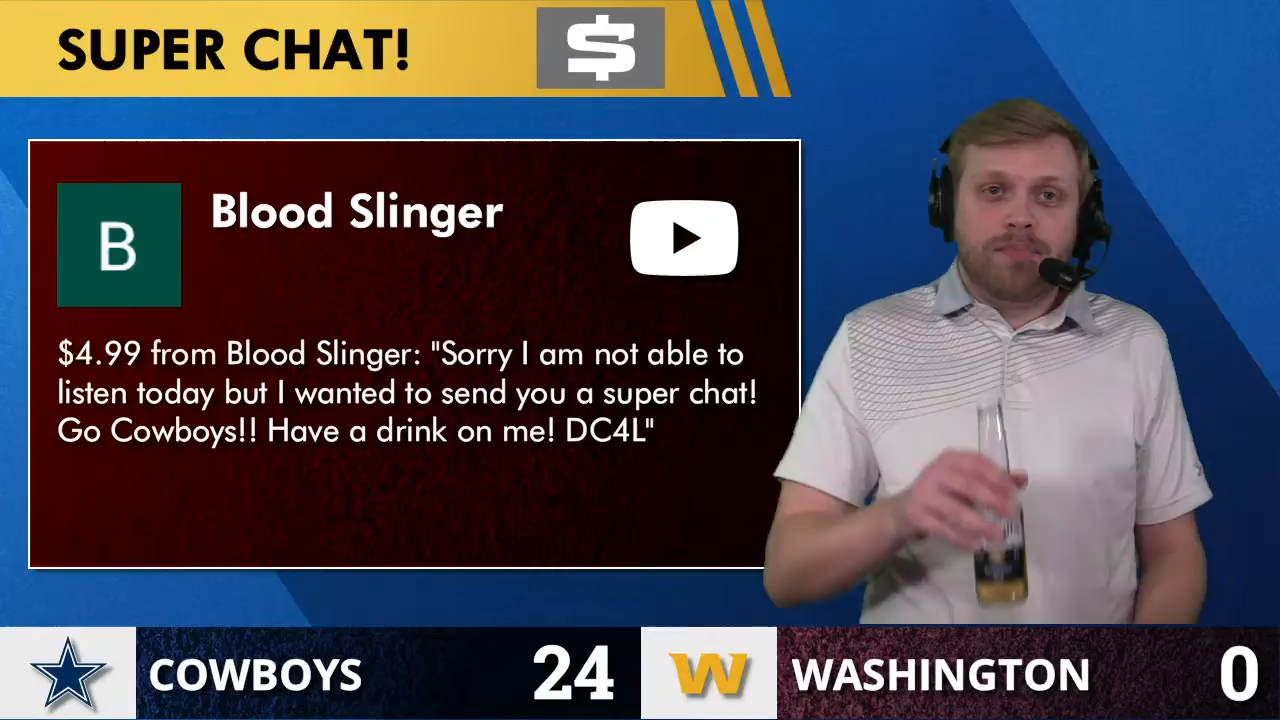 SUPER CHAT!
$
B
Blood Slinger
$4.99 from Blood Slinger: "Sorry I am not able to
listen today but I wanted to send you a super chat!
Go Cowboys!! Have a drink on me! DC4L"
COWBOYS 24 W WASHINGTON 0